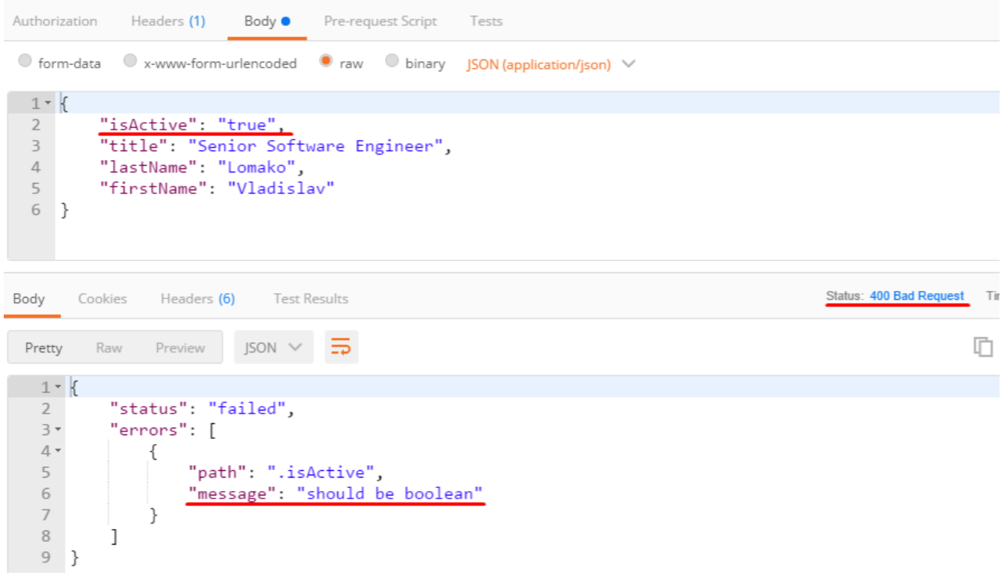 Authorization Headers (1) Body Pre-request Script Tests
form-data x-www-form-urlencoded raw binary JSON (application/json)
1 {
2 "isActive": "true",
3 "title": "Senior Software Engineer",
4 "lastName": "Lomako",
5 "firstName": "Vladislav"
6 }
Body Cookies Headers (6) Test Results Status: 400 Bad Request Tir
Pretty Raw Preview JSON
1 {
2 "status": "failed",
3 "errors": [
4 {
5 "path": ".isActive",
6 "message": "should be boolean"
7 }
8 ]
9 }